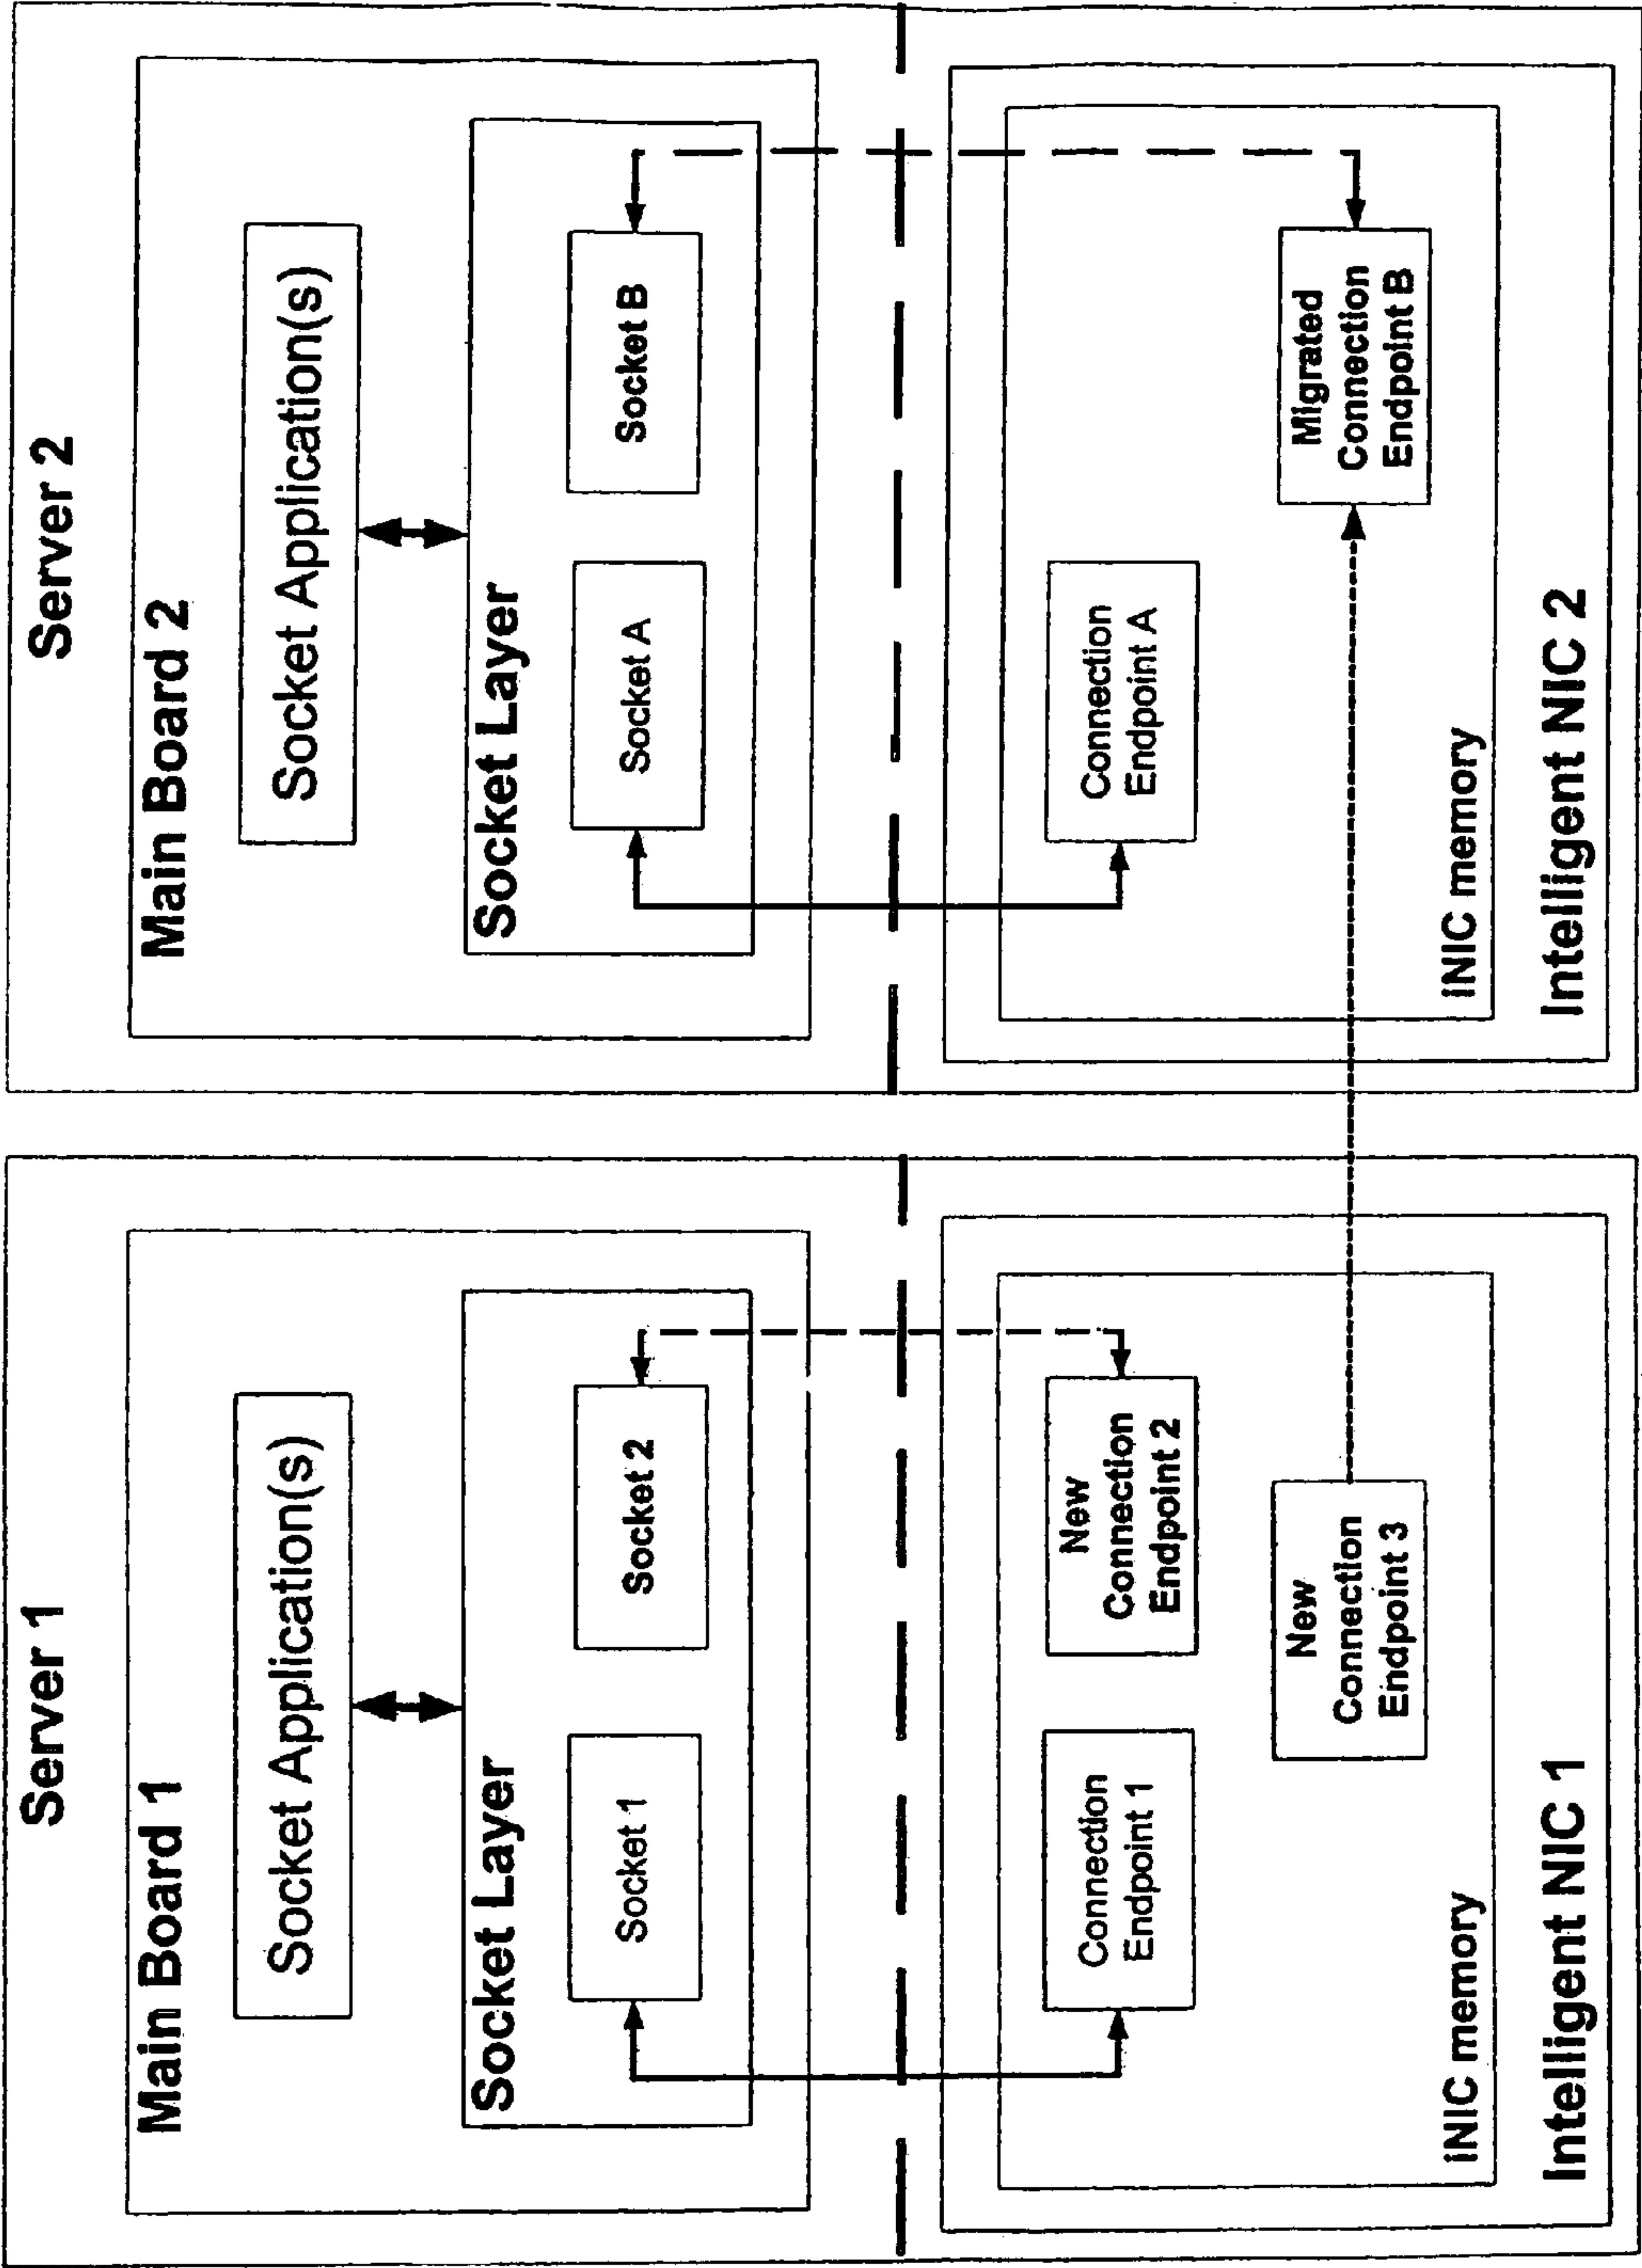 Server 1
Main Board 1
Socket Application(s)
Socket Layer
Socket 1
Socket 2
Connection
Endpoint 1
New
Connection
Endpoint 2
New
Connection
Endpoint 3
iNIC memory
Intelligent NIC 1
Server 2
Main Board 2
Socket Application(s)
Socket Layer
Socket A
Socket B
Connection
Endpoint A
Migrated
Connection
Endpoint B
iNIC memory
Intelligent NIC 2